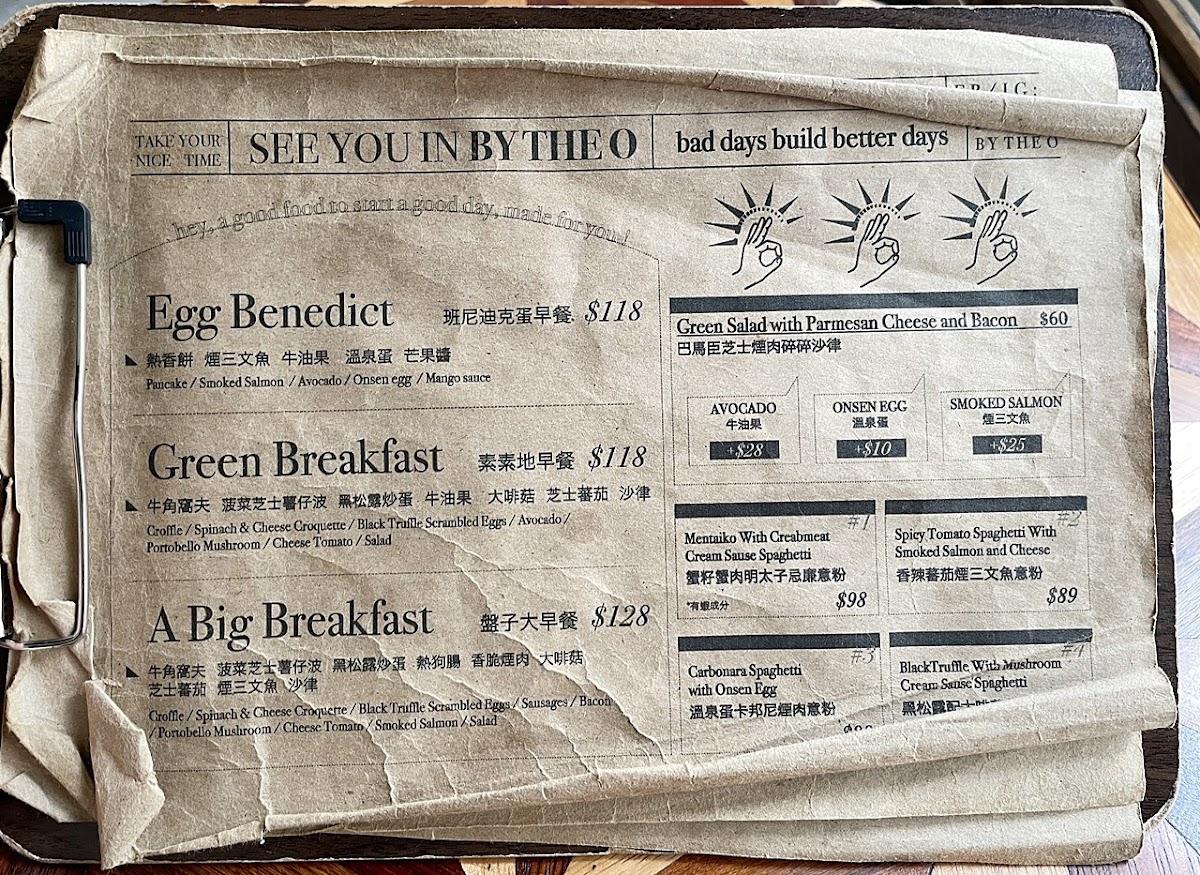 FB/IG:
TAKE YOUR
NICE TIME
SEE YOU IN BY THE O
bad days build better days
BY THE O
hey, a good food to start a good day, made for you !
Egg Benedict 班尼迪克蛋早餐 $118
熱香餅 煙三文魚 牛油果 溫泉蛋 芒果醬
Pancake / Smoked Salmon / Avocado / Onsen egg / Mango sauce
Green Breakfast 素素地早餐 $118
牛角窩夫 菠菜芝士薯仔波 黑松露炒蛋 牛油果 大啡菇 芝士蕃茄 沙律
Croffle / Spinach & Cheese Croquette / Black Truffle Scrambled Eggs / Avocado /
Portobello Mushroom / Cheese Tomato / Salad
A Big Breakfast 盤子大早餐 $128
牛角窩夫 菠菜芝士薯仔波 黑松露炒蛋 熱狗腸 香脆煙肉 大啡菇
芝士蕃茄 煙三文魚 沙律
Croffle / Spinach & Cheese Croquette / Black Truffle Scrambled Eggs / Sausages / Bacon
/ Portobello Mushroom / Cheese Tomato / Smoked Salmon / Salad
Green Salad with Parmesan Cheese and Bacon $60
巴馬臣芝士煙肉碎碎沙律
AVOCADO
牛油果
+$28
ONSEN EGG
溫泉蛋
+$10
SMOKED SALMON
煙三文魚
+$25
#1
Mentaiko With Creabmeat
Cream Sause Spaghetti
蟹籽蟹肉明太子忌廉意粉
*有蝦成分 $98
#2
Spicy Tomato Spaghetti With
Smoked Salmon and Cheese
香辣蕃茄煙三文魚意粉
$89
#3
Carbonara Spaghetti
with Onsen Egg
溫泉蛋卡邦尼煙肉意粉
#4
BlackTruffle With Mushroom
Cream Sause Spaghetti
黑松露